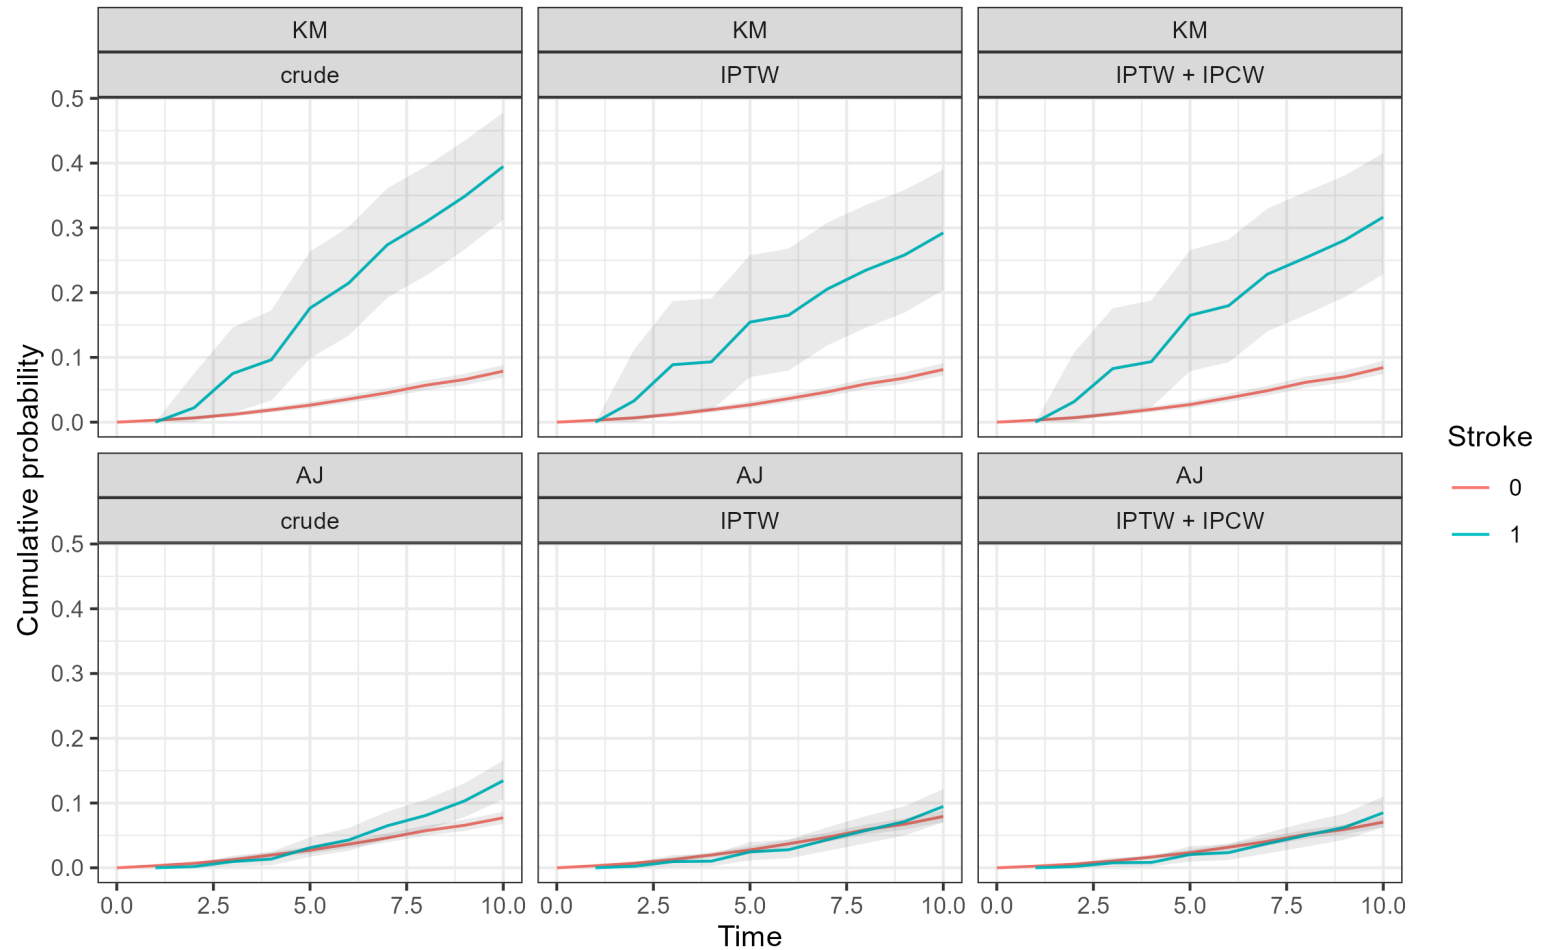 KM KM KM
crude IPTW IPTW + IPCW
0.5
0.4
0.3
0.2
0.1
0.0
AJ AJ AJ
crude IPTW IPTW + IPCW
0.5
0.4
0.3
0.2
0.1
0.0
0.0 2.5 5.0 7.5 10.0 0.0 2.5 5.0 7.5 10.0 0.0 2.5 5.0 7.5 10.0
Time
Cumulative probability
Stroke
0
1